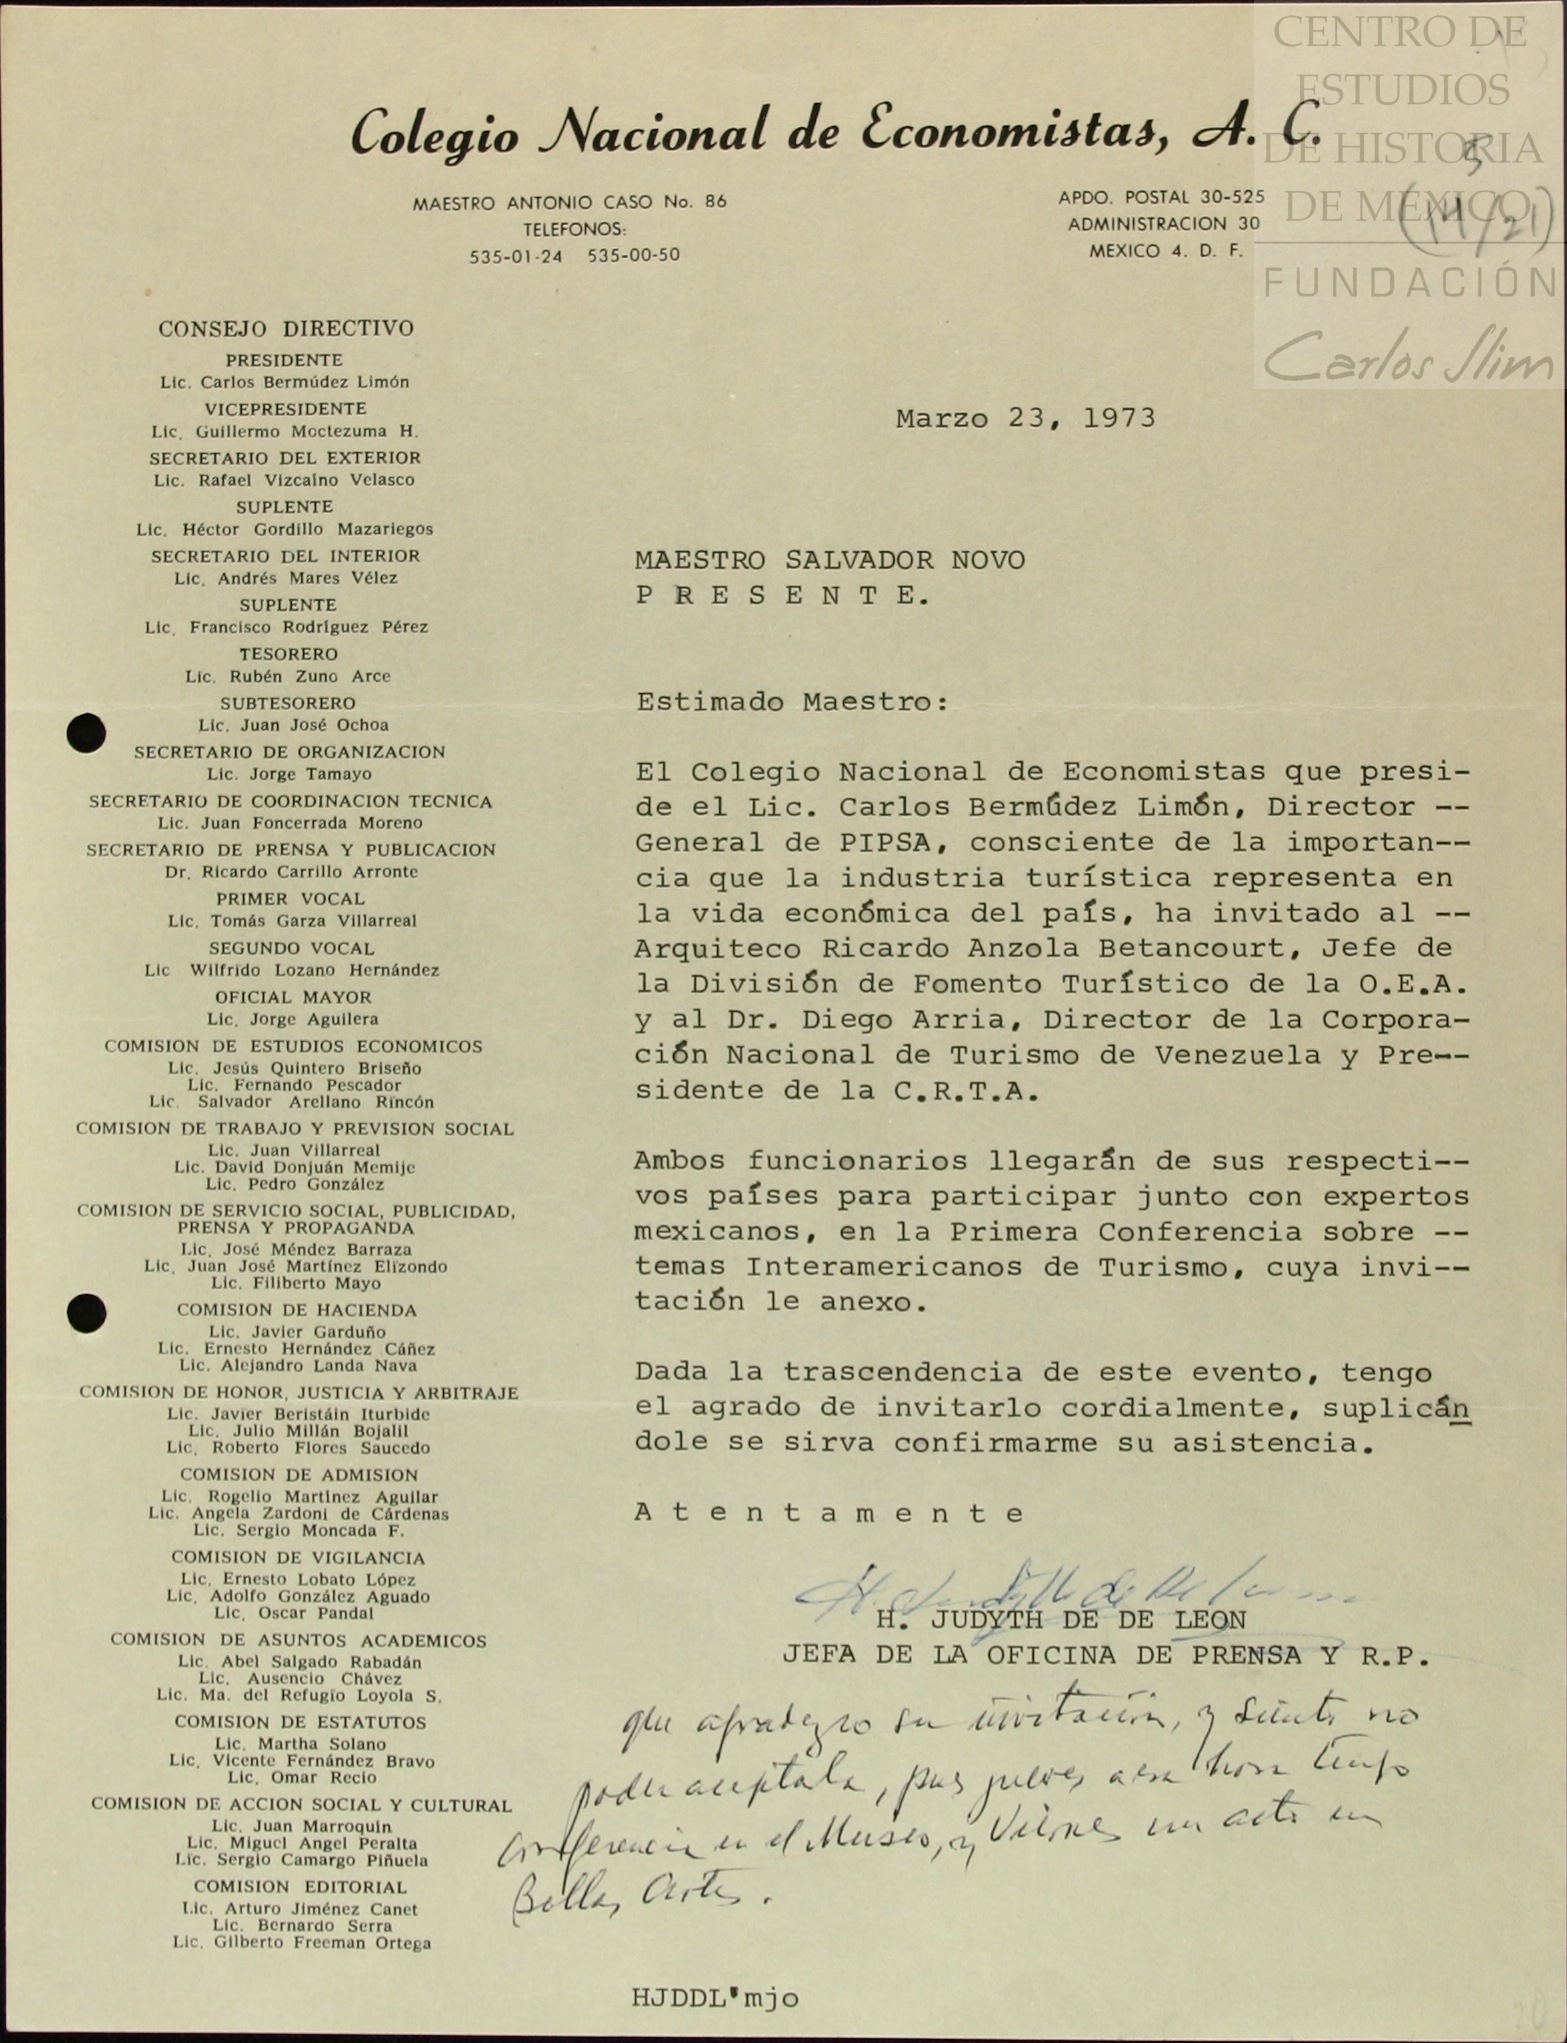 CENTRO DE
ESTUDIOS
DE HISTORIA
DE MEXICO
FUNDACIÓN
Carlos Slim
5
(14/21)
Colegio Nacional de Economistas, A. C.
MAESTRO ANTONIO CASO No. 86
TELEFONOS:
535-01-24 535-00-50
APDO. POSTAL 30-525
ADMINISTRACION 30
MEXICO 4. D. F.
CONSEJO DIRECTIVO
PRESIDENTE
Lic. Carlos Bermúdez Limón
VICEPRESIDENTE
Lic. Guillermo Moctezuma H.
SECRETARIO DEL EXTERIOR
Lic. Rafael Vizcaíno Velasco
SUPLENTE
Lic. Héctor Gordillo Mazariegos
SECRETARIO DEL INTERIOR
Lic. Andrés Mares Vélez
SUPLENTE
Lic. Francisco Rodríguez Pérez
TESORERO
Lic. Rubén Zuno Arce
SUBTESORERO
Lic. Juan José Ochoa
SECRETARIO DE ORGANIZACION
Lic. Jorge Tamayo
SECRETARIO DE COORDINACION TECNICA
Lic. Juan Foncerrada Moreno
SECRETARIO DE PRENSA Y PUBLICACION
Dr. Ricardo Carrillo Arronte
PRIMER VOCAL
Lic. Tomás Garza Villarreal
SEGUNDO VOCAL
Lic Wilfrido Lozano Hernández
OFICIAL MAYOR
Lic. Jorge Aguilera
COMISION DE ESTUDIOS ECONOMICOS
Lic. Jesús Quintero Briseño
Lic. Fernando Pescador
Lic. Salvador Arellano Rincón
COMISION DE TRABAJO Y PREVISION SOCIAL
Lic. Juan Villarreal
Lic. David Donjuán Memije
Lic. Pedro González
COMISION DE SERVICIO SOCIAL, PUBLICIDAD,
PRENSA Y PROPAGANDA
Lic. José Méndez Barraza
Lic. Juan José Martínez Elizondo
Lic. Filiberto Mayo
COMISION DE HACIENDA
Lic. Javier Garduño
Lic. Ernesto Hernández Cáñez
Lic. Alejandro Landa Nava
COMISION DE HONOR, JUSTICIA Y ARBITRAJE
Lic. Javier Beristáin Iturbide
Lic. Julio Millán Bojalil
Lic. Roberto Flores Saucedo
COMISION DE ADMISION
Lic. Rogelio Martínez Aguilar
Lic. Angela Zardoni de Cárdenas
Lic. Sergio Moncada F.
COMISION DE VIGILANCIA
Lic. Ernesto Lobato López
Lic. Adolfo González Aguado
Lic. Oscar Pandal
COMISION DE ASUNTOS ACADEMICOS
Lic. Abel Salgado Rabadán
Lic. Ausencio Chávez
Lic. Ma. del Refugio Loyola S.
COMISION DE ESTATUTOS
Lic. Martha Solano
Lic. Vicente Fernández Bravo
Lic. Omar Recio
COMISION DE ACCION SOCIAL Y CULTURAL
Lic. Juan Marroquin
Lic. Miguel Angel Peralta
Lic. Sergio Camargo Piñuela
COMISION EDITORIAL
Lic. Arturo Jiménez Canet
Lic. Bernardo Serra
Lic. Gilberto Freeman Ortega
Marzo 23, 1973
MAESTRO SALVADOR NOVO
P R E S E N T E.
Estimado Maestro:
El Colegio Nacional de Economistas que presi-
de el Lic. Carlos Bermúdez Limón, Director --
General de PIPSA, consciente de la importan--
cia que la industria turística representa en
la vida económica del país, ha invitado al --
Arquiteco Ricardo Anzola Betancourt, Jefe de
la División de Fomento Turístico de la O.E.A.
y al Dr. Diego Arria, Director de la Corpora-
ción Nacional de Turismo de Venezuela y Pre--
sidente de la C.R.T.A.
Ambos funcionarios llegarán de sus respecti--
vos países para participar junto con expertos
mexicanos, en la Primera Conferencia sobre --
temas Interamericanos de Turismo, cuya invi--
tación le anexo.
Dada la trascendencia de este evento, tengo
el agrado de invitarlo cordialmente, suplicán
dole se sirva confirmarme su asistencia.
A t e n t a m e n t e
H. JUDYTH DE DE LEON
JEFA DE LA OFICINA DE PRENSA Y R.P.
que agradezco su invitación, y siento no
poder aceptarla, pues jueves a esa hora tengo
conferencia en el Museo, y Viernes un acto en
Bellas Artes.
HJDDL'mjo